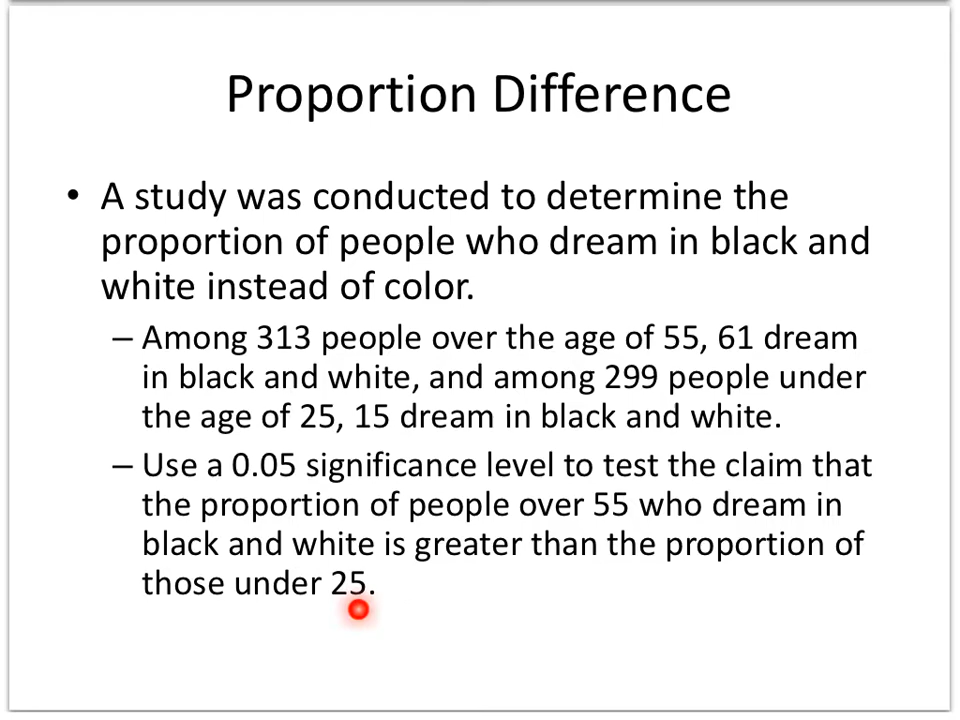 Proportion Difference
• A study was conducted to determine the
proportion of people who dream in black and
white instead of color.
– Among 313 people over the age of 55, 61 dream
in black and white, and among 299 people under
the age of 25, 15 dream in black and white.
– Use a 0.05 significance level to test the claim that
the proportion of people over 55 who dream in
black and white is greater than the proportion of
those under 25.